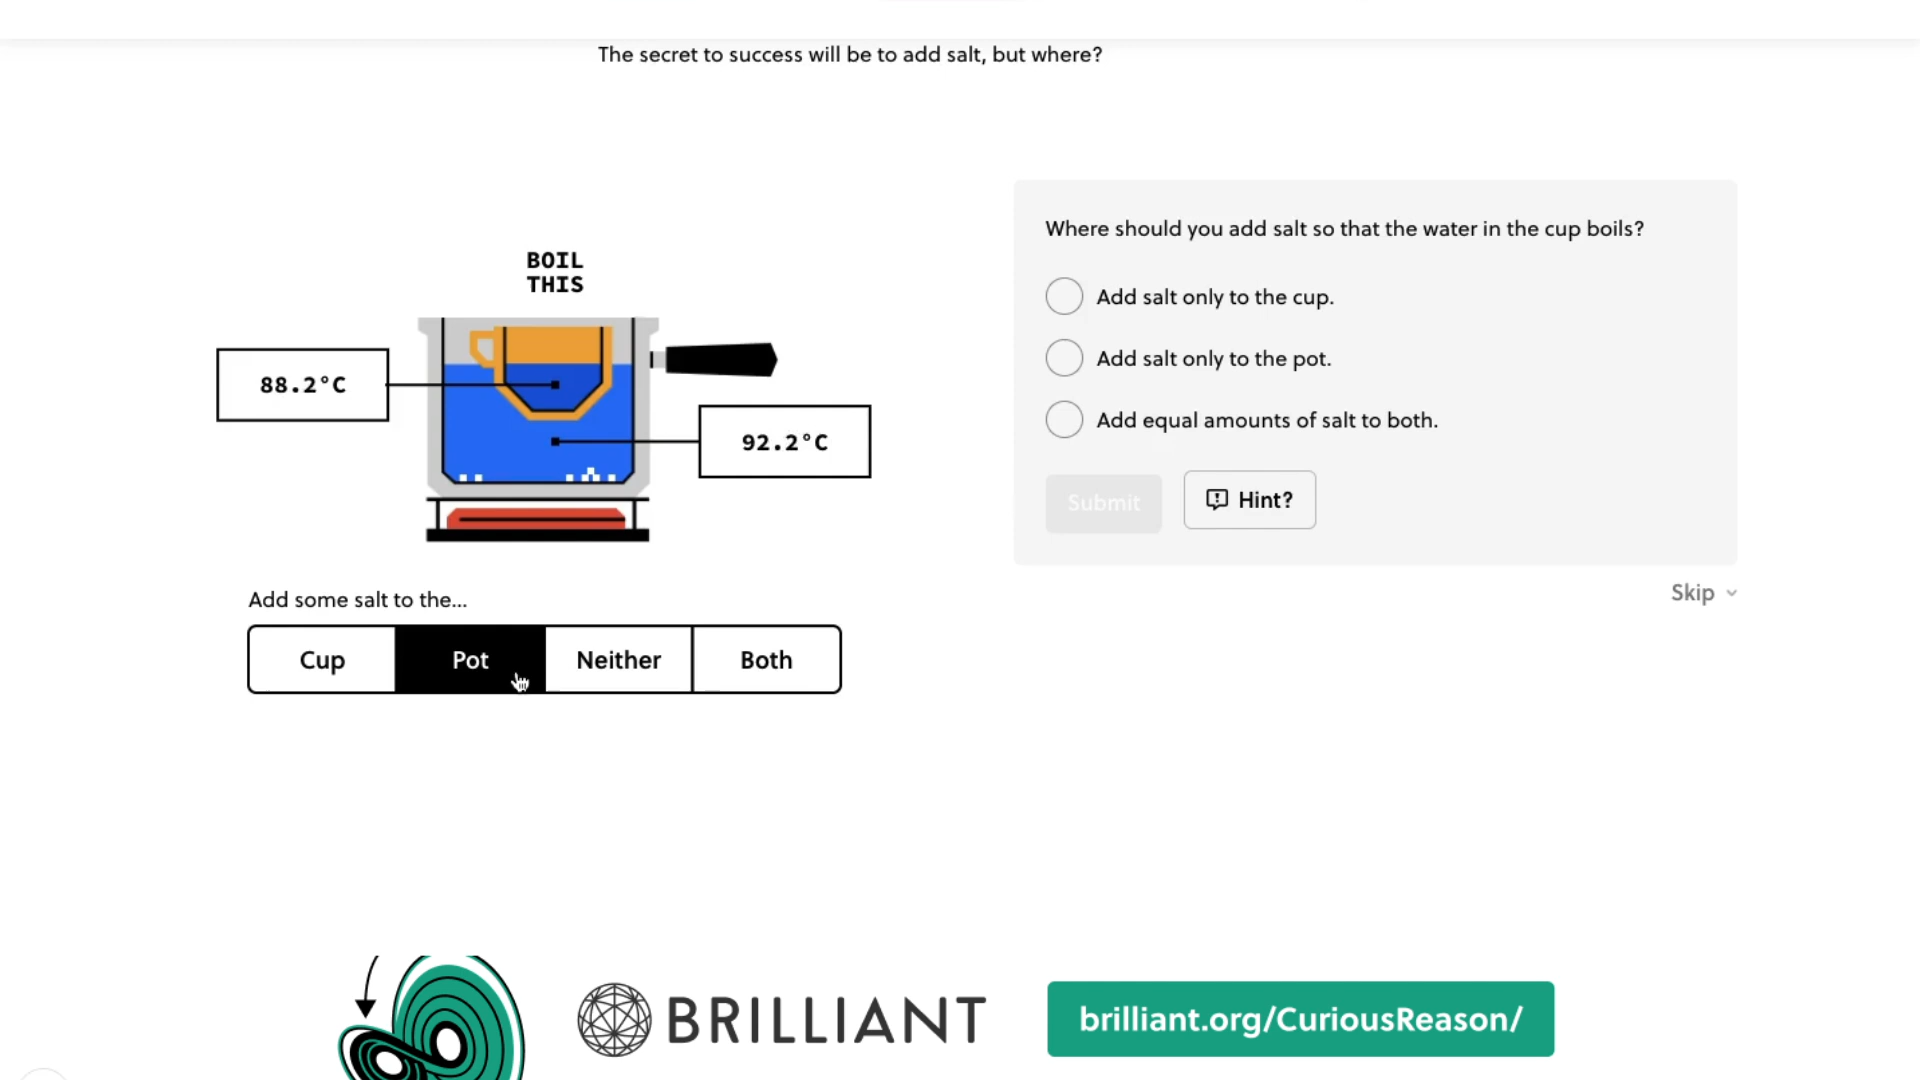 The secret to success will be to add salt, but where?
BOIL
THIS
88.2°C
92.2°C
Add some salt to the...
Cup
Pot
Neither
Both
Where should you add salt so that the water in the cup boils?
Add salt only to the cup.
Add salt only to the pot.
Add equal amounts of salt to both.
Submit
Hint?
Skip
BRILLIANT
brilliant.org/CuriousReason/